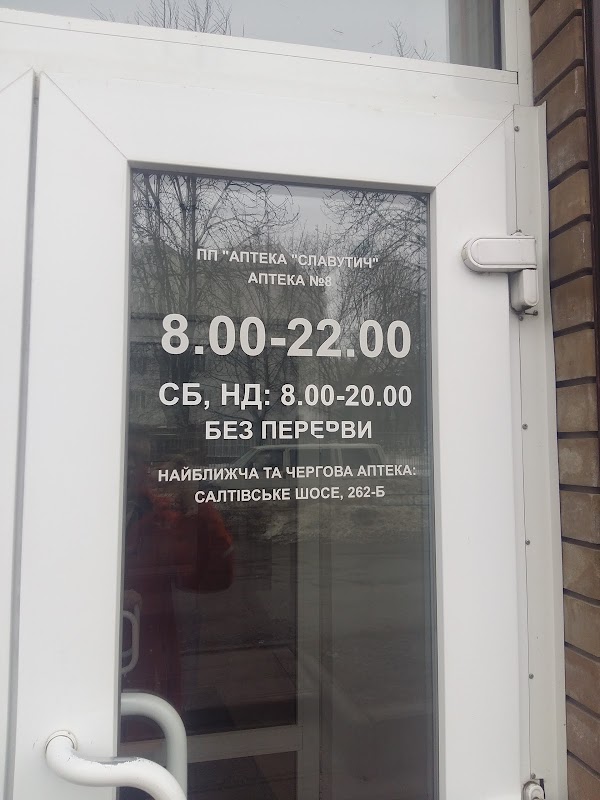 ПП "АПТЕКА "СЛАВУТИЧ"
АПТЕКА №8
8.00-22.00
СБ, НД: 8.00-20.00
БЕЗ ПЕРЕРВИ
НАЙБЛИЖЧА ТА ЧЕРГОВА АПТЕКА:
САЛТІВСЬКЕ ШОСЕ, 262-Б